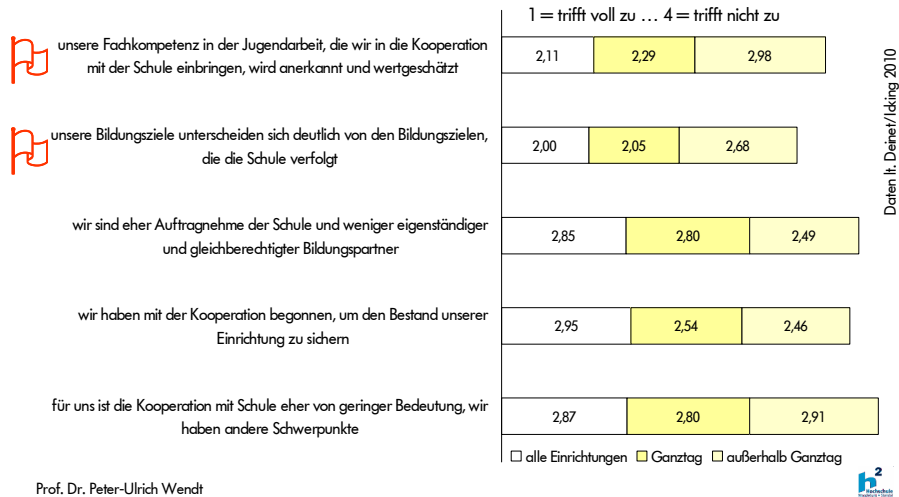 1 = trifft voll zu … 4 = trifft nicht zu
unsere Fachkompetenz in der Jugendarbeit, die wir in die Kooperation
mit der Schule einbringen, wird anerkannt und wertgeschätzt
2,11 2,29 2,98
unsere Bildungsziele unterscheiden sich deutlich von den Bildungszielen,
die die Schule verfolgt
2,00 2,05 2,68
wir sind eher Auftragnehme der Schule und weniger eigenständiger
und gleichberechtigter Bildungspartner
2,85 2,80 2,49
wir haben mit der Kooperation begonnen, um den Bestand unserer
Einrichtung zu sichern
2,95 2,54 2,46
für uns ist die Kooperation mit Schule eher von geringer Bedeutung, wir
haben andere Schwerpunkte
2,87 2,80 2,91
alle Einrichtungen Ganztag außerhalb Ganztag
Daten lt. Deinet/Icking 2010
Prof. Dr. Peter-Ulrich Wendt
h2
Hochschule
Magdeburg • Stendal